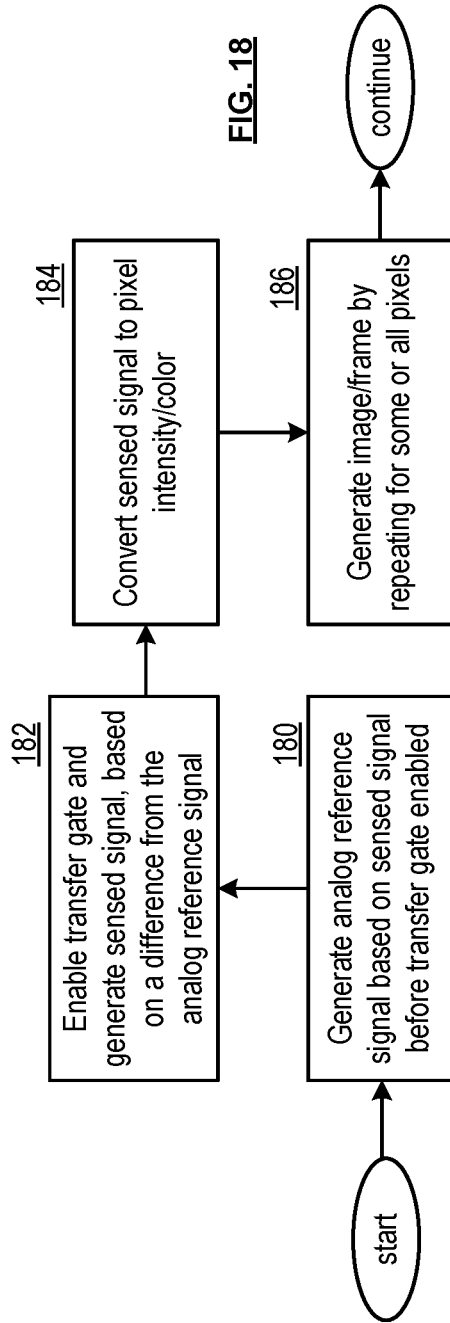 FIG. 18
start
180
Generate analog reference
signal based on sensed signal
before transfer gate enabled
182
Enable transfer gate and
generate sensed signal, based
on a difference from the
analog reference signal
184
Convert sensed signal to pixel
intensity/color
186
Generate image/frame by
repeating for some or all pixels
continue